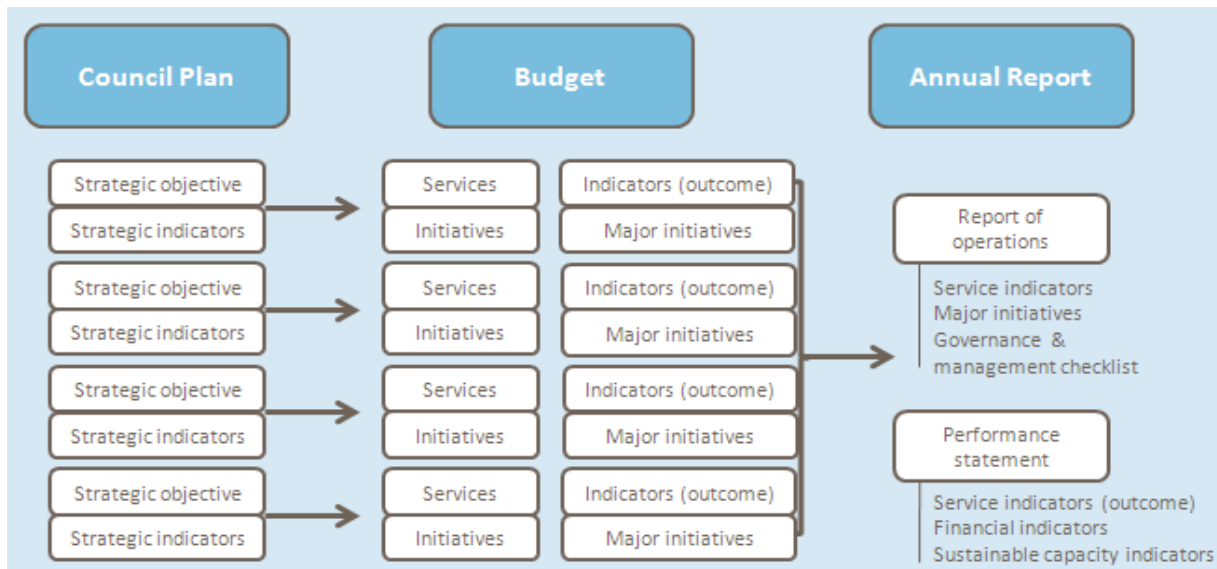 Council Plan
Budget
Annual Report
Strategic objective
Strategic indicators
Services
Initiatives
Indicators (outcome)
Major initiatives
Strategic objective
Strategic indicators
Services
Initiatives
Indicators (outcome)
Major initiatives
Strategic objective
Strategic indicators
Services
Initiatives
Indicators (outcome)
Major initiatives
Strategic objective
Strategic indicators
Services
Initiatives
Indicators (outcome)
Major initiatives
Report of
operations
Service indicators
Major initiatives
Governance &
management checklist
Performance
statement
Service indicators (outcome)
Financial indicators
Sustainable capacity indicators